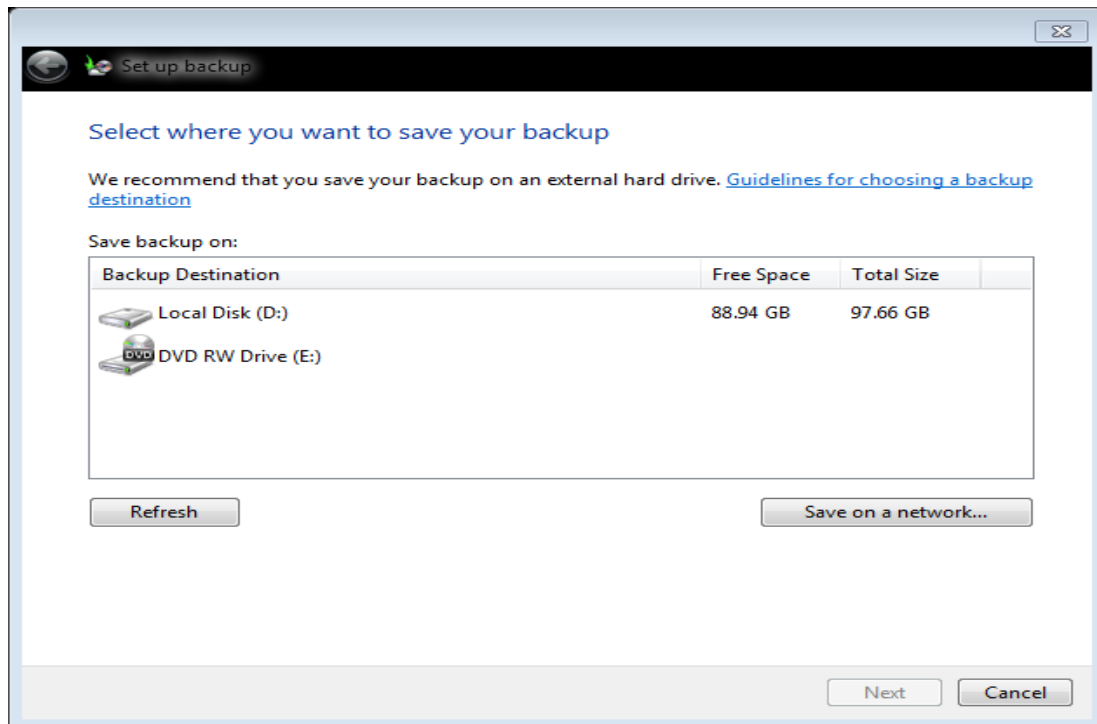 Set up backup
Select where you want to save your backup
We recommend that you save your backup on an external hard drive. Guidelines for choosing a backup
destination
Save backup on:
Backup Destination Free Space Total Size
Local Disk (D:) 88.94 GB 97.66 GB
DVD
DVD RW Drive (E:)
Refresh Save on a network...
Next Cancel